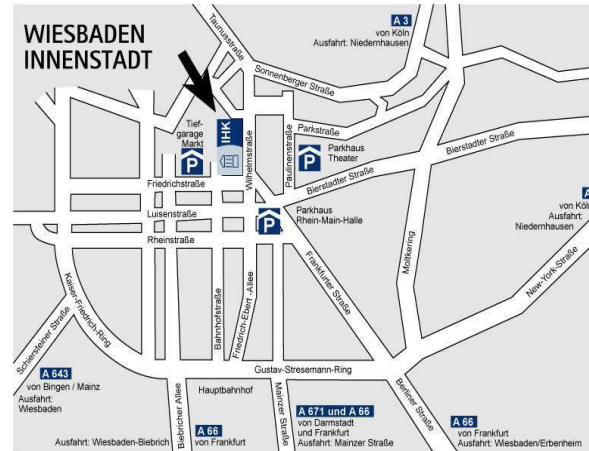 WIESBADEN
INNENSTADT
Taunusstraße
A 3
von Köln
Ausfahrt: Niedernhausen
Sonnenberger Straße
Tief-
garage
Markt
P
IHK
Wilhelmstraße
Paulinenstraße
Parkstraße
P
Parkhaus
Theater
Bierstadter Straße
Bierstadter Straße
Friedrichstraße
Luisenstraße
Rheinstraße
P
Parkhaus
Rhein-Main-Halle
A
von Köl
Ausfahrt:
Niedernhausen
Kaiser-Friedrich-Ring
Schiersteiner Straße
Bahnhofstraße
Friedrich-Ebert-Allee
Frankfurter Straße
Moltkering
New-York-Straße
Gustav-Stresemann-Ring
A 643
von Bingen / Mainz
Ausfahrt:
Wiesbaden
Hauptbahnhof
Biebricher Allee
Mainzer Straße
Berliner Straße
A 66
von Frankfurt
Ausfahrt: Wiesbaden-Biebrich
A 671 und A 66
von Darmstadt
und Frankfurt
Ausfahrt: Mainzer Straße
A 66
von Frankfurt
Ausfahrt: Wiesbaden/Erbenheim